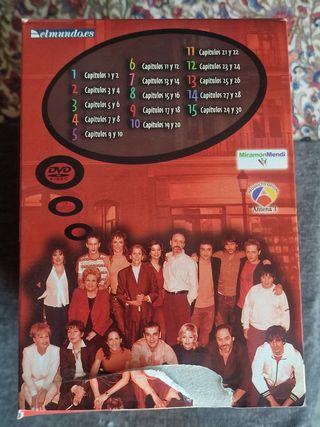 elmundo.es
1 Capítulos 1 y 2
2 Capítulos 3 y 4
3 Capítulos 5 y 6
4 Capítulos 7 y 8
5 Capítulos 9 y 10
6 Capítulos 11 y 12
7 Capítulos 13 y 14
8 Capítulos 15 y 16
9 Capítulos 17 y 18
10 Capítulos 19 y 20
11 Capítulos 21 y 22
12 Capítulos 23 y 24
13 Capítulos 25 y 26
14 Capítulos 27 y 28
15 Capítulos 29 y 30
MiramónMendi
DVD
VIDEO
Antena 3